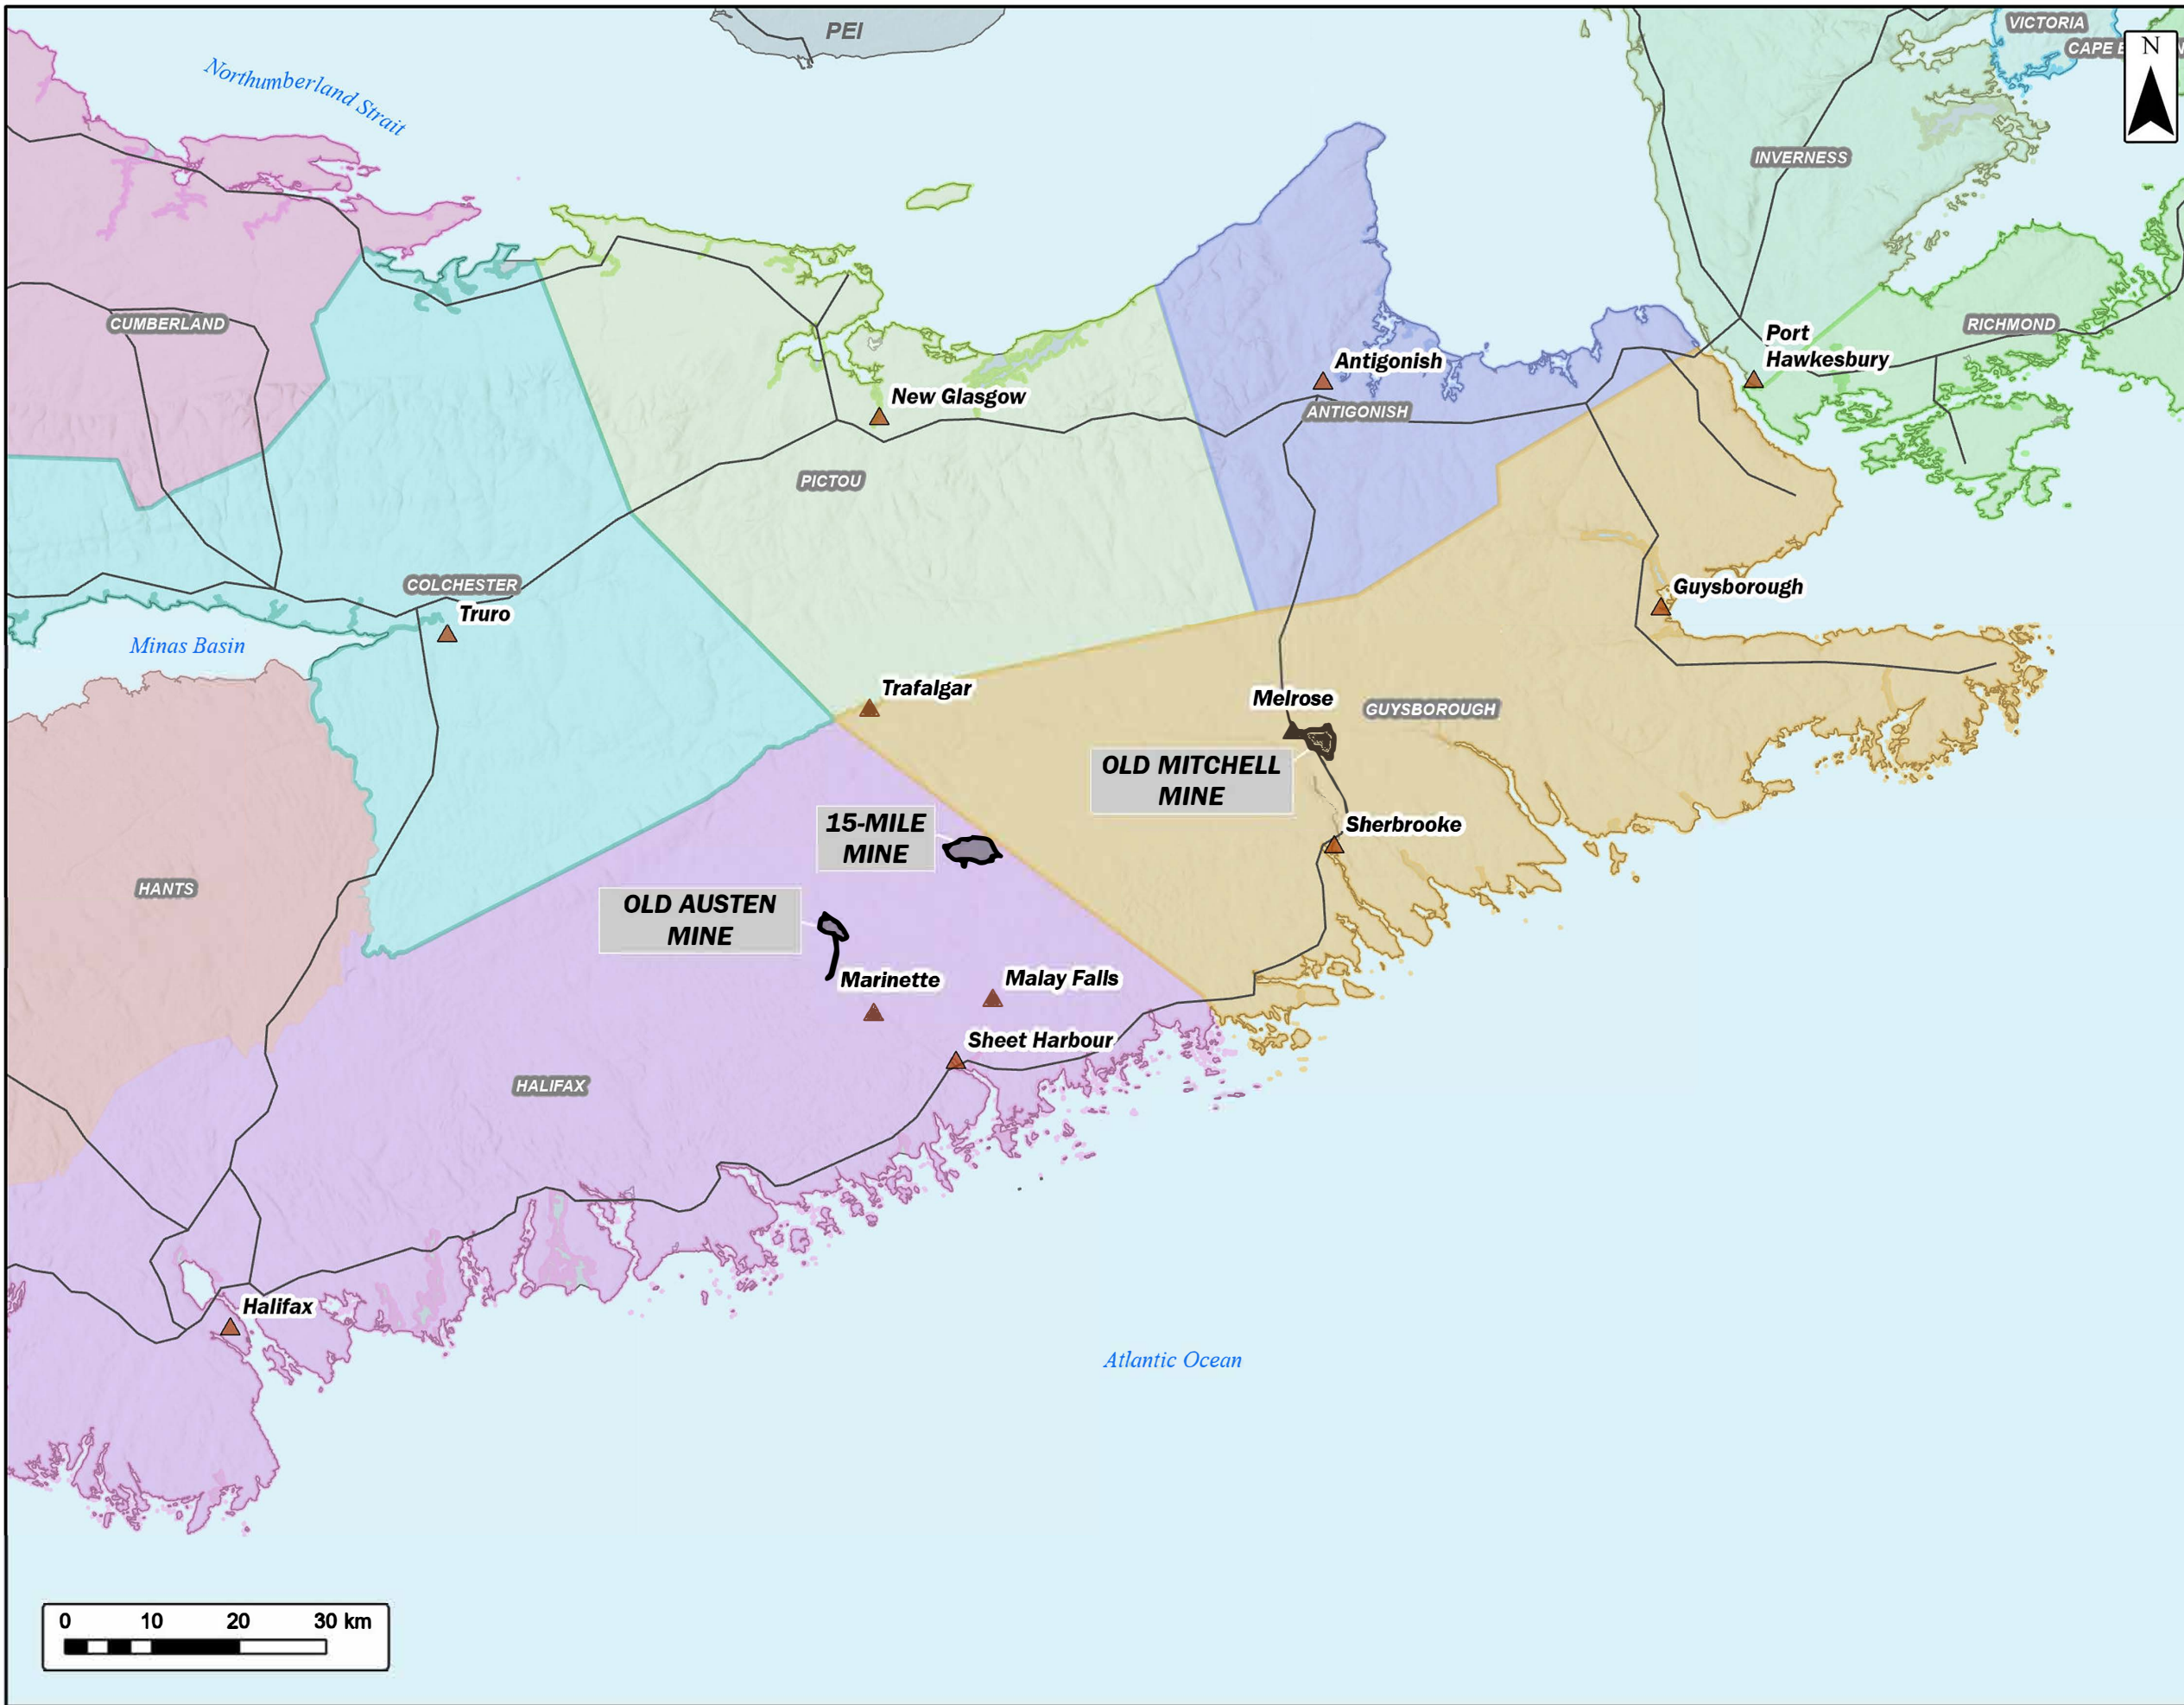 PEI
VICTORIA
CAPE
N
Northumberland Strait
INVERNESS
CUMBERLAND
RICHMOND
Port
Hawkesbury
Antigonish
ANTIGONISH
New Glasgow
PICTOU
COLCHESTER
Truro
Guysborough
Minas Basin
Trafalgar
Melrose
GUYSBOROUGH
OLD MITCHELL
MINE
15-MILE
MINE
Sherbrooke
HANTS
OLD AUSTEN
MINE
Marinette
Malay Falls
Sheet Harbour
HALIFAX
Halifax
Atlantic Ocean
0 10 20 30 km